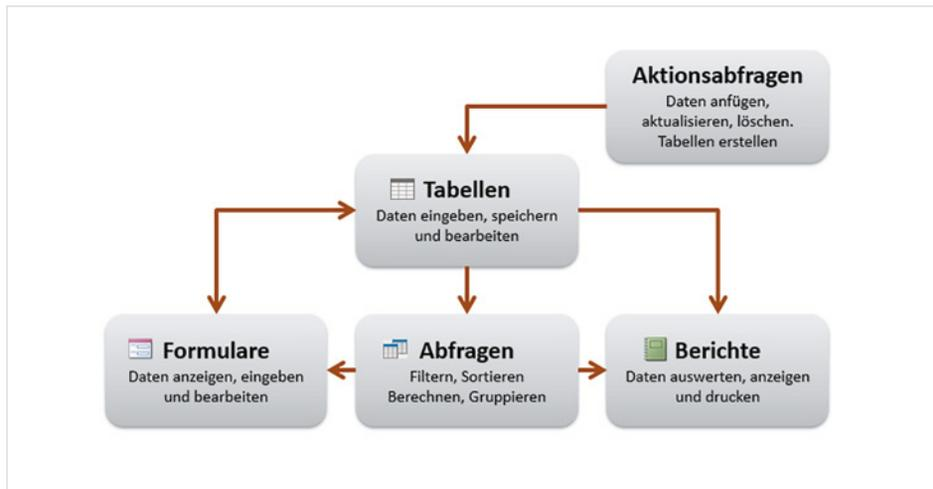 Aktionsabfragen
Daten anfügen,
aktualisieren, löschen.
Tabellen erstellen
Tabellen
Daten eingeben, speichern
und bearbeiten
Formulare
Daten anzeigen, eingeben
und bearbeiten
Abfragen
Filtern, Sortieren
Berechnen, Gruppieren
Berichte
Daten auswerten, anzeigen
und drucken